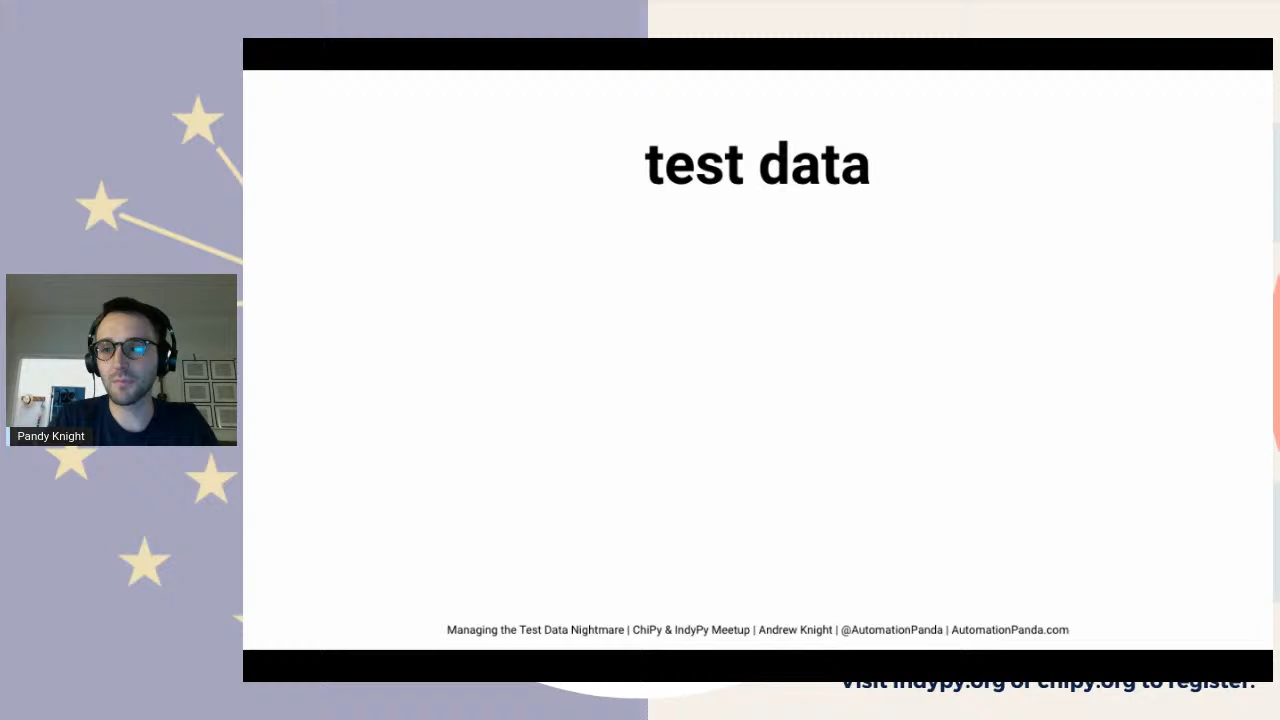 test data
Pandy Knight
Managing the Test Data Nightmare | ChiPy & IndyPy Meetup | Andrew Knight | @AutomationPanda | AutomationPanda.com
Visit indypy.org or chipy.org to register.